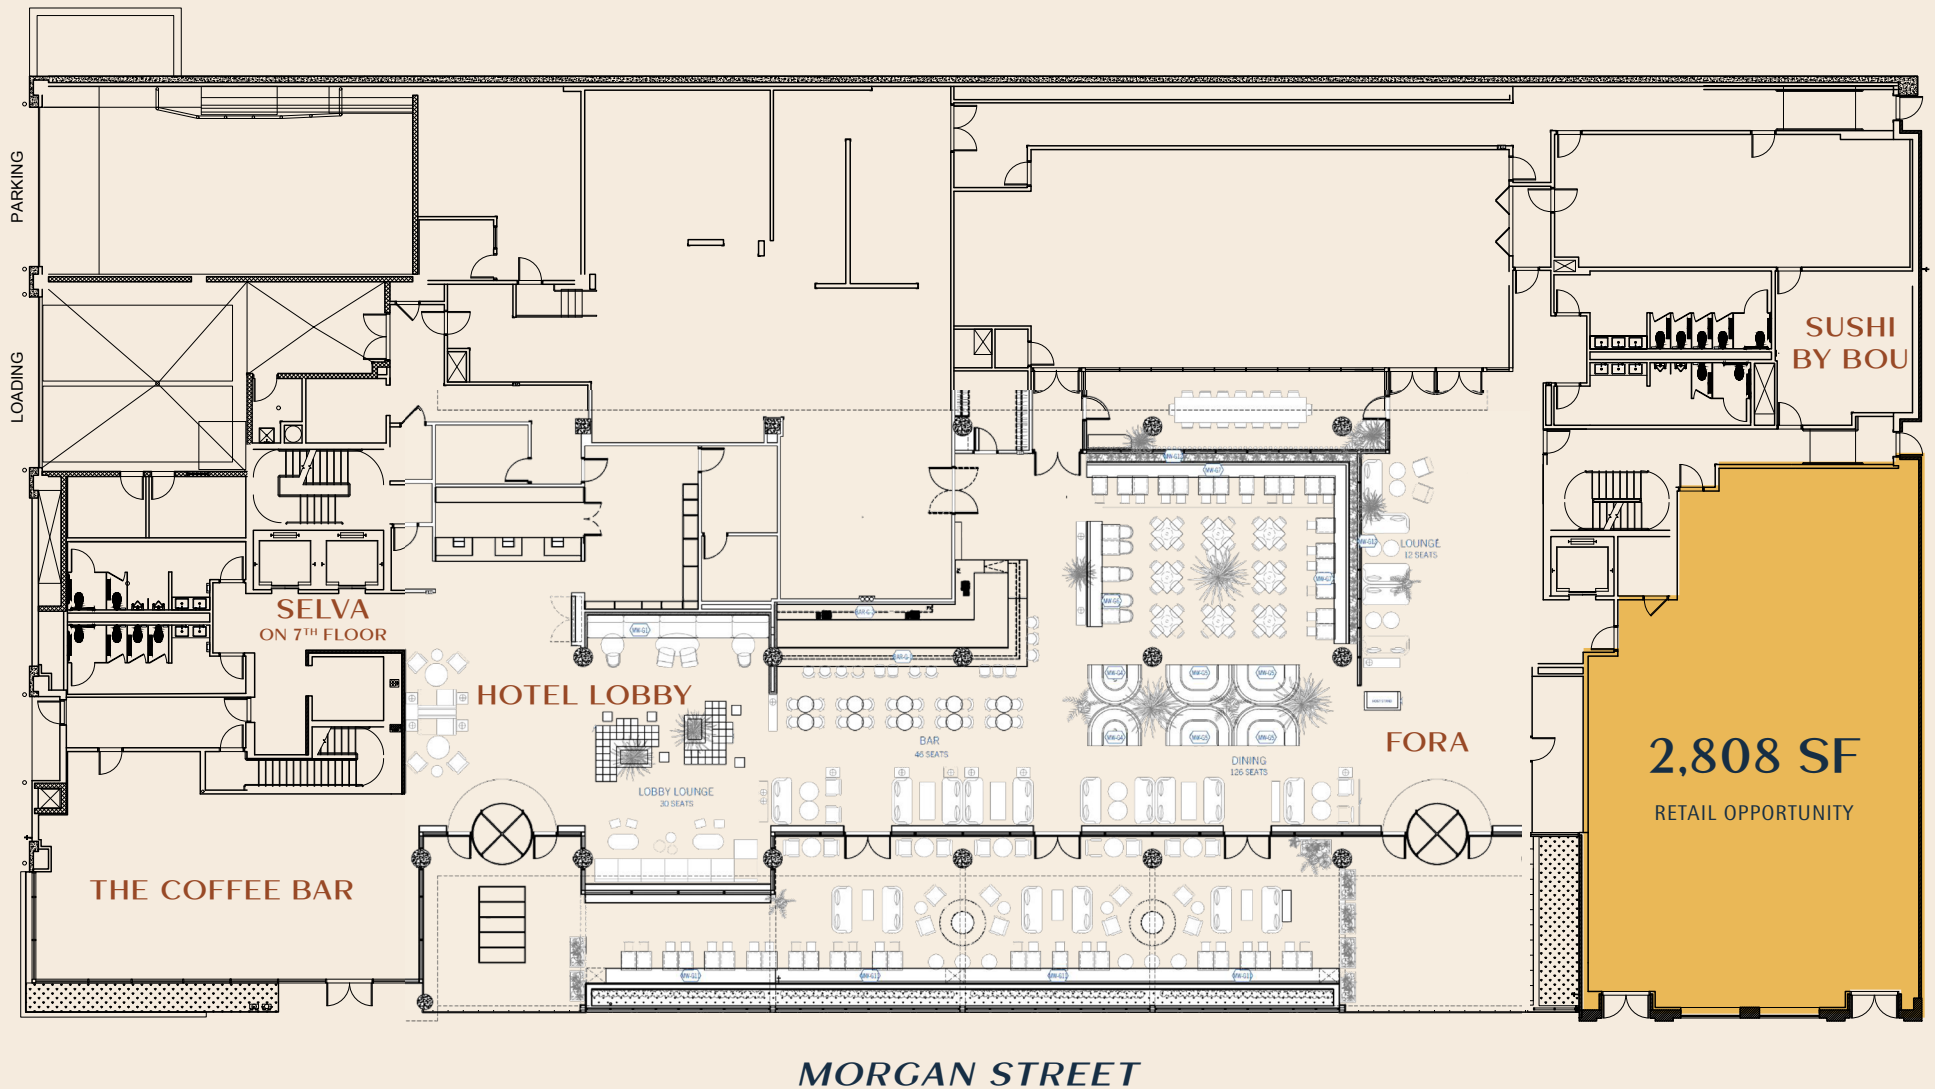 PARKING
LOADING
SUSHI
BY BOU
LOUNGE
12 SEATS
SELVA
ON 7TH FLOOR
HOTEL LOBBY
BAR
46 SEATS
FORA
DINING
126 SEATS
2,808 SF
RETAIL OPPORTUNITY
LOBBY LOUNGE
30 SEATS
THE COFFEE BAR
MORGAN STREET